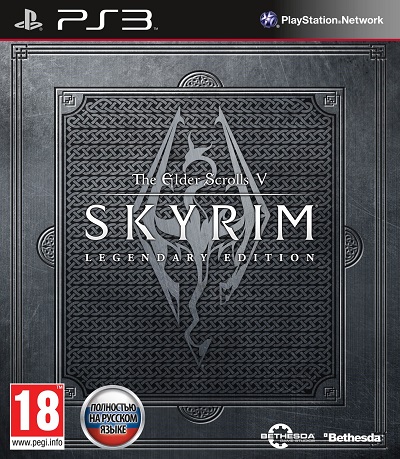 PS3
PlayStation Network
The Elder Scrolls V
SKYRIM
LEGENDARY EDITION
18
www.pegi.info
ПОЛНОСТЬЮ
НА РУССКОМ
ЯЗЫКЕ
BETHESDA
Bethesda